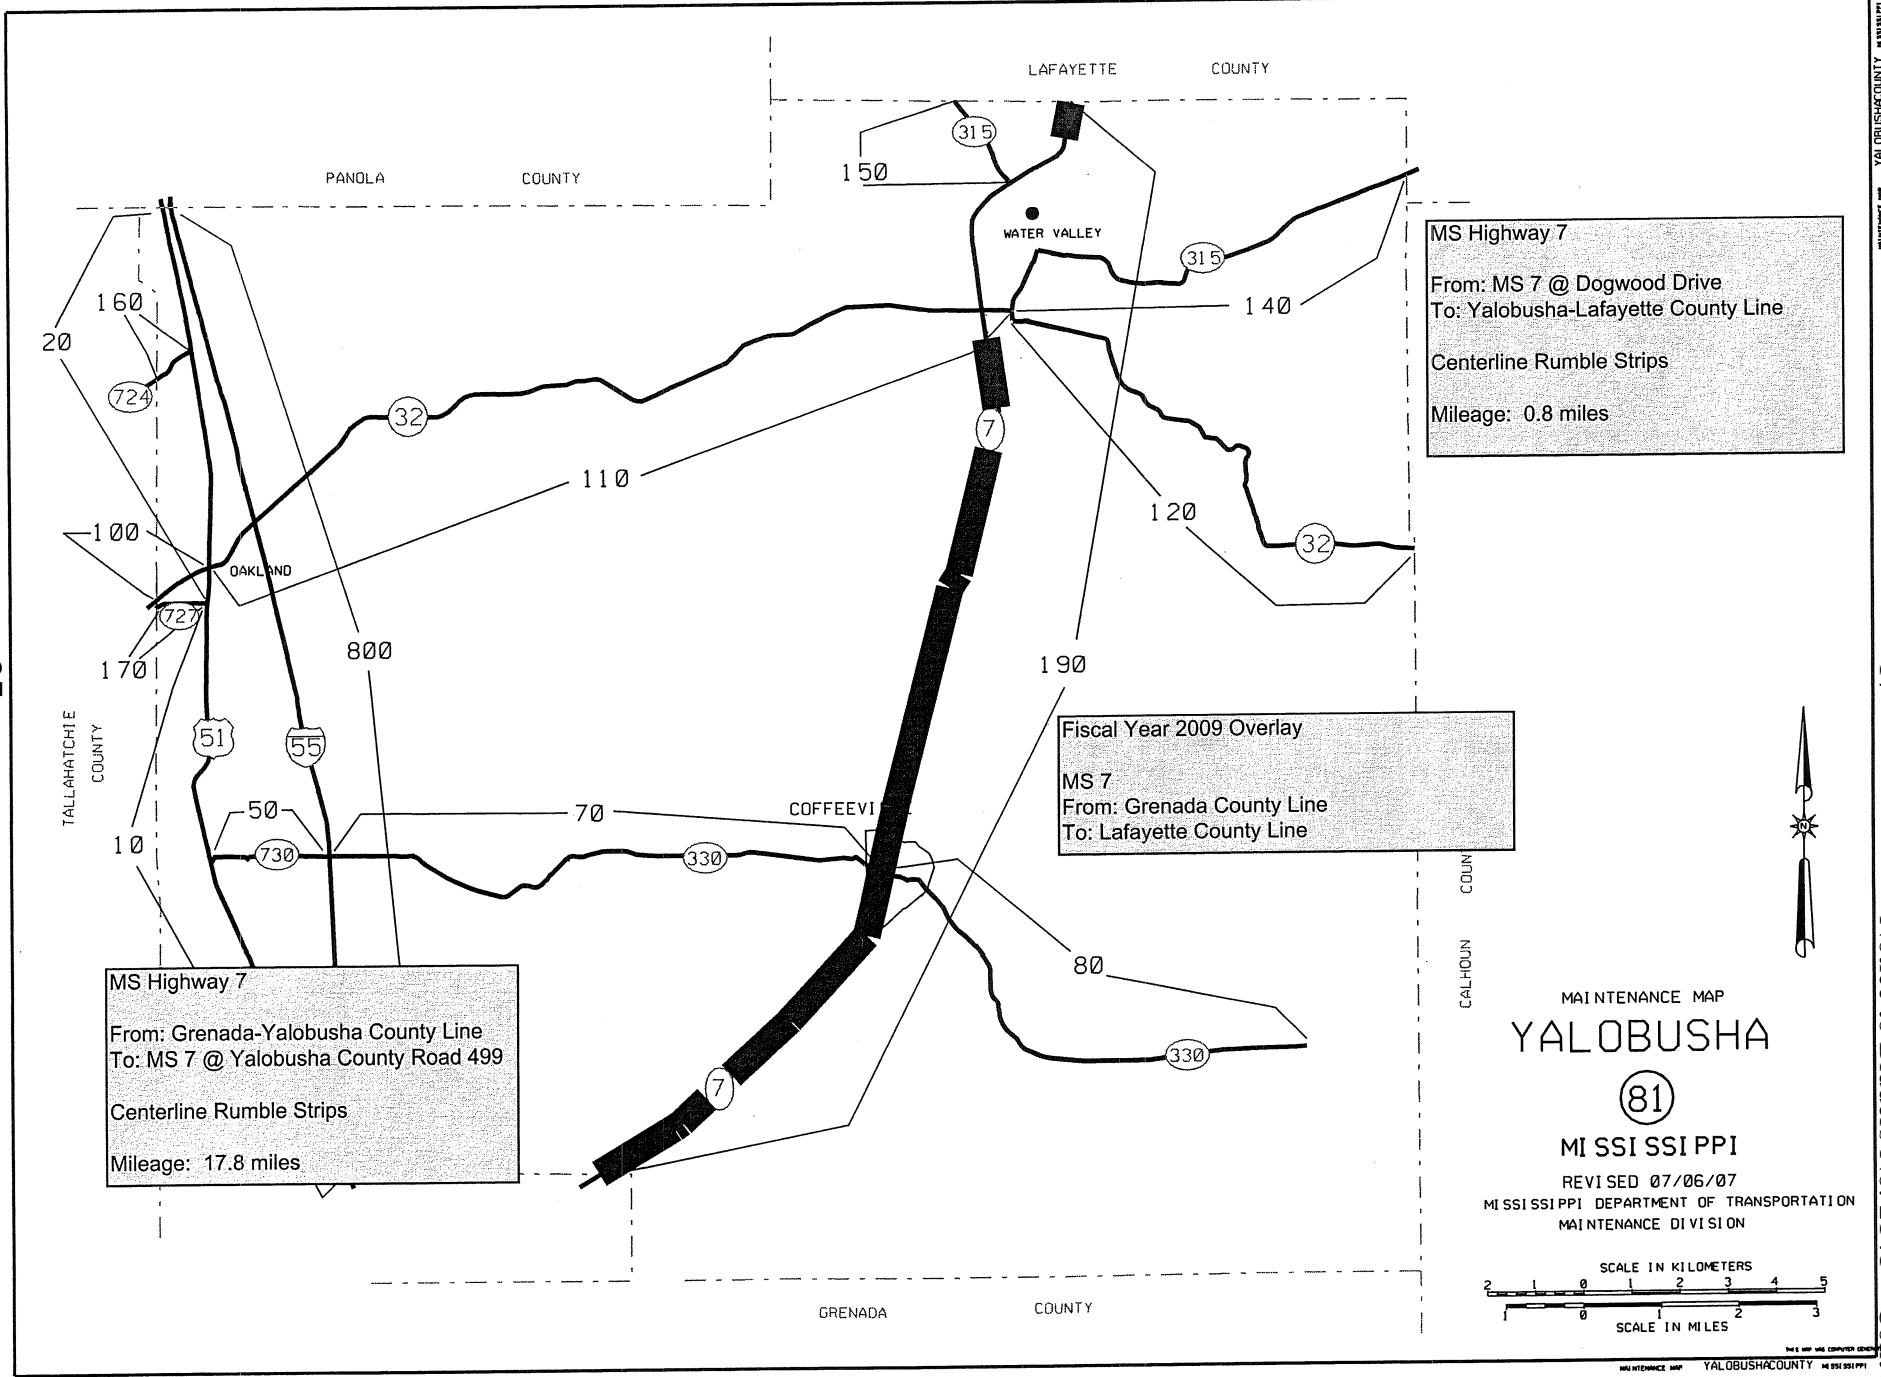 LAFAYETTE COUNTY
315
150
PANOLA COUNTY
WATER VALLEY
315
160
20
140
724
32
7
110
120
32
100
OAKLAND
727
170
800
190
TALLAHATCHIE
COUNTY
51
55
50
70
10
730
330
80
330
7
MS Highway 7
From: MS 7 @ Dogwood Drive
To: Yalobusha-Lafayette County Line
Centerline Rumble Strips
Mileage: 0.8 miles
Fiscal Year 2009 Overlay
MS 7
From: Grenada County Line
To: Lafayette County Line
MS Highway 7
From: Grenada-Yalobusha County Line
To: MS 7 @ Yalobusha County Road 499
Centerline Rumble Strips
Mileage: 17.8 miles
CALHOUN
GRENADA COUNTY
N
MAINTENANCE MAP
YALOBUSHA
81
MISSISSIPPI
REVISED 07/06/07
MISSISSIPPI DEPARTMENT OF TRANSPORTATION
MAINTENANCE DIVISION
SCALE IN KILOMETERS
2 1 0 1 2 3 4 5
1 0 1 2 3
SCALE IN MILES
MAINTENANCE MAP YALOBUSHACOUNTY MISSISSIPPI